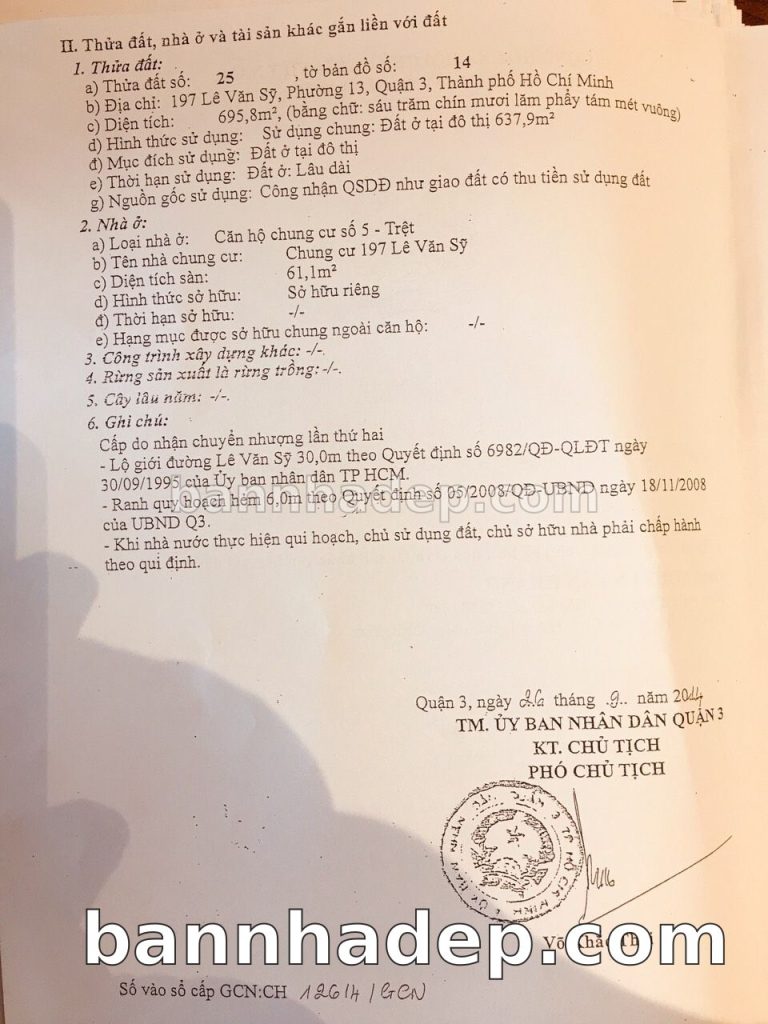 II. Thửa đất, nhà ở và tài sản khác gắn liền với đất
1. Thửa đất:
a) Thửa đất số: 25 , tờ bản đồ số: 14
b) Địa chỉ: 197 Lê Văn Sỹ, Phường 13, Quận 3, Thành phố Hồ Chí Minh
c) Diện tích: 695,8m², (bằng chữ: sáu trăm chín mươi lăm phẩy tám mét vuông)
d) Hình thức sử dụng: Sử dụng chung: Đất ở tại đô thị 637,9m²
đ) Mục đích sử dụng: Đất ở tại đô thị
e) Thời hạn sử dụng: Đất ở: Lâu dài
g) Nguồn gốc sử dụng: Công nhận QSDĐ như giao đất có thu tiền sử dụng đất
2. Nhà ở:
a) Loại nhà ở: Căn hộ chung cư số 5 - Trệt
b) Tên nhà chung cư: Chung cư 197 Lê Văn Sỹ
c) Diện tích sàn: 61,1m²
d) Hình thức sở hữu: Sở hữu riêng
đ) Thời hạn sở hữu: -/-
e) Hạng mục được sở hữu chung ngoài căn hộ: -/-
3. Công trình xây dựng khác: -/-.
4. Rừng sản xuất là rừng trồng: -/-.
5. Cây lâu năm: -/-.
6. Ghi chú:
Cấp do nhận chuyển nhượng lần thứ hai
- Lộ giới đường Lê Văn Sỹ 30,0m theo Quyết định số 6982/QĐ-QLĐT ngày
30/09/1995 của Ủy ban nhân dân TP HCM.
bannhadep.com
- Ranh quy hoạch hẻm 6,0m theo Quyết định số 05/2008/QĐ-UBND ngày 18/11/2008
của UBND Q3.
- Khi nhà nước thực hiện qui hoạch, chủ sử dụng đất, chủ sở hữu nhà phải chấp hành
theo qui định.
Quận 3, ngày 26 tháng 9 năm 2014
TM. ỦY BAN NHÂN DÂN QUẬN 3
KT. CHỦ TỊCH
PHÓ CHỦ TỊCH
bannhadep.com
Số vào sổ cấp GCN:CH 12614/GCN